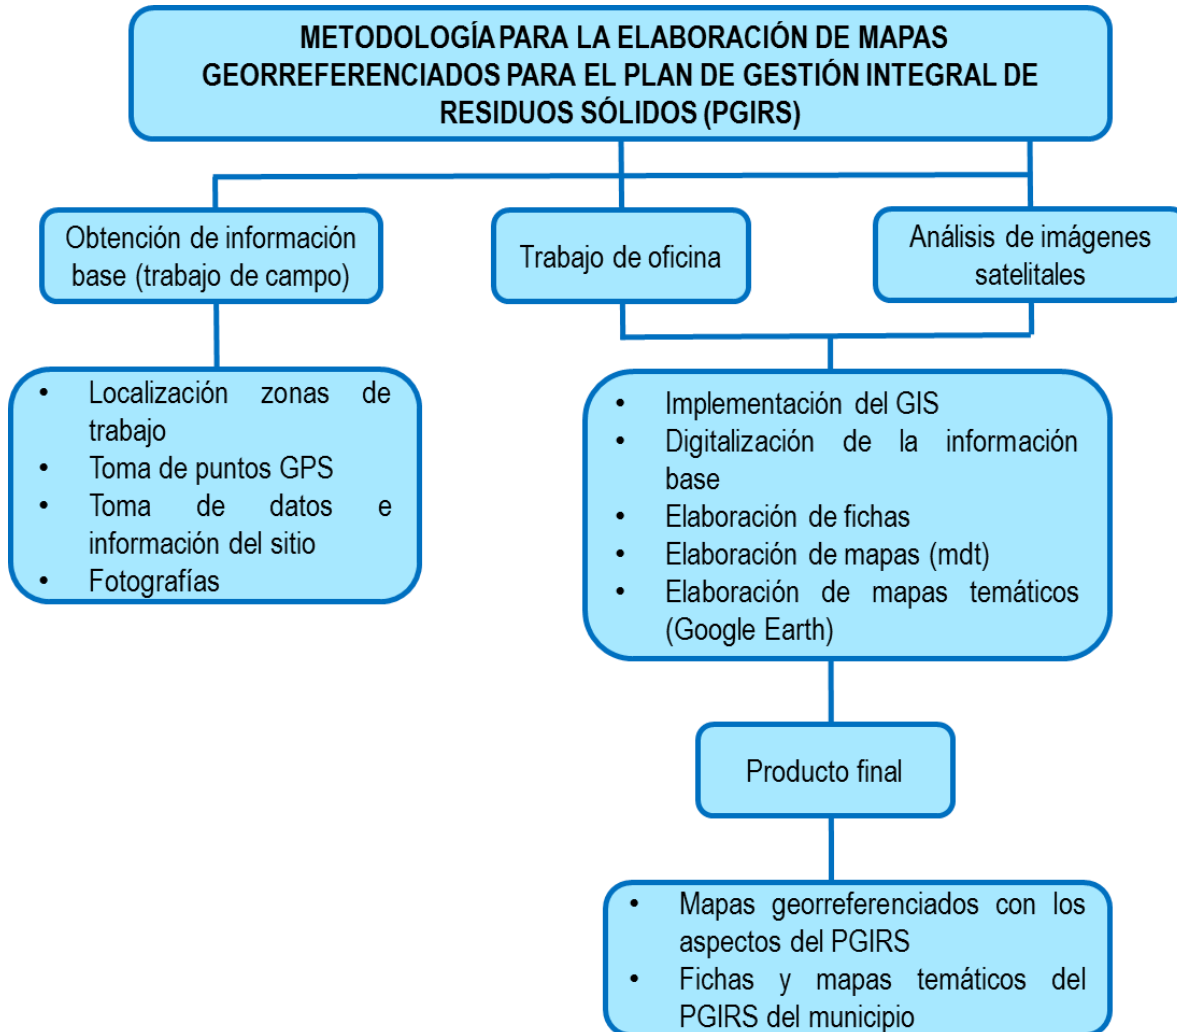 METODOLOGÍA PARA LA ELABORACIÓN DE MAPAS
GEORREFERENCIADOS PARA EL PLAN DE GESTIÓN INTEGRAL DE
RESIDUOS SÓLIDOS (PGIRS)
Obtención de información
base (trabajo de campo)
Trabajo de oficina
Análisis de imágenes
satelitales
• Localización zonas de
trabajo
• Toma de puntos GPS
• Toma de datos e
información del sitio
• Fotografías
• Implementación del GIS
• Digitalización de la información
base
• Elaboración de fichas
• Elaboración de mapas (mdt)
• Elaboración de mapas temáticos
(Google Earth)
Producto final
• Mapas georreferenciados con los
aspectos del PGIRS
• Fichas y mapas temáticos del
PGIRS del municipio